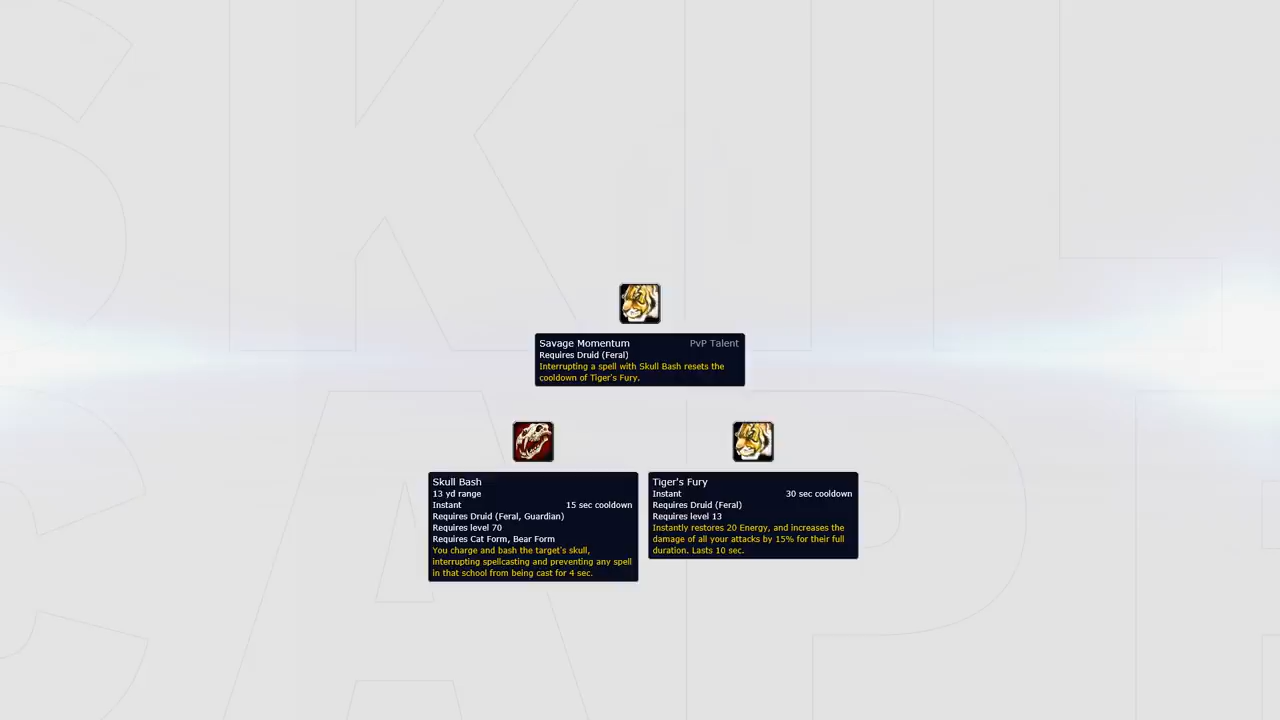 SKILL
CAPPED
Savage Momentum PvP Talent
Requires Druid (Feral)
Interrupting a spell with Skull Bash resets the
cooldown of Tiger's Fury.
Skull Bash
13 yd range
Instant 15 sec cooldown
Requires Druid (Feral, Guardian)
Requires level 70
Requires Cat Form, Bear Form
You charge and bash the target's skull,
interrupting spellcasting and preventing any spell
in that school from being cast for 4 sec.
Tiger's Fury
Instant 30 sec cooldown
Requires Druid (Feral)
Requires level 13
Instantly restores 20 Energy, and increases the
damage of all your attacks by 15% for their full
duration. Lasts 10 sec.